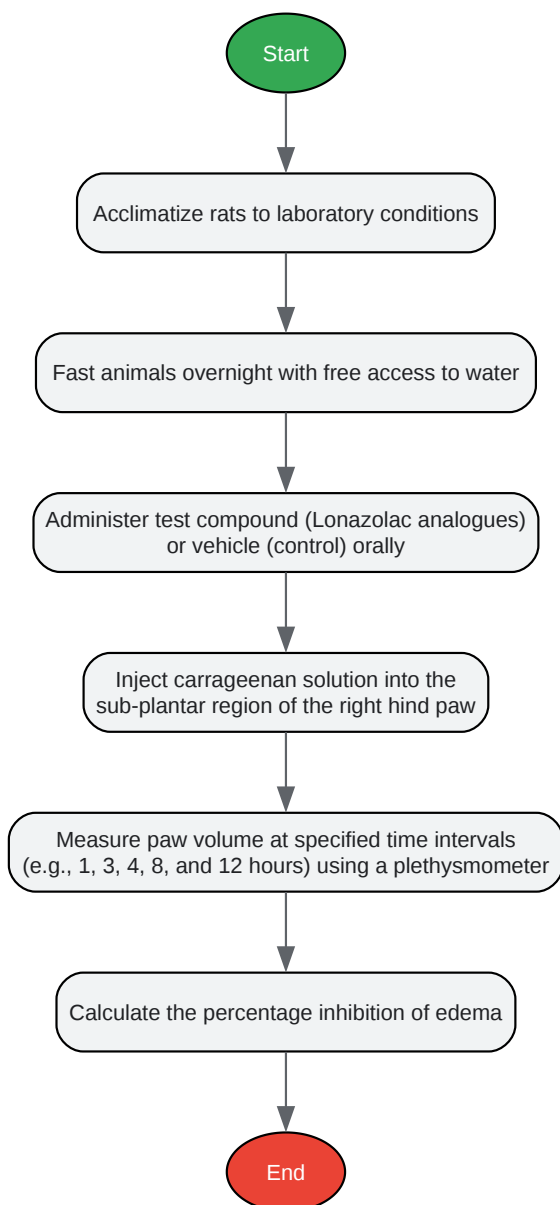 Start
Acclimatize rats to laboratory conditions
Fast animals overnight with free access to water
Administer test compound (Lonazolac analogues)
or vehicle (control) orally
Inject carrageenan solution into the
sub-plantar region of the right hind paw
Measure paw volume at specified time intervals
(e.g., 1, 3, 4, 8, and 12 hours) using a plethysmometer
Calculate the percentage inhibition of edema
End